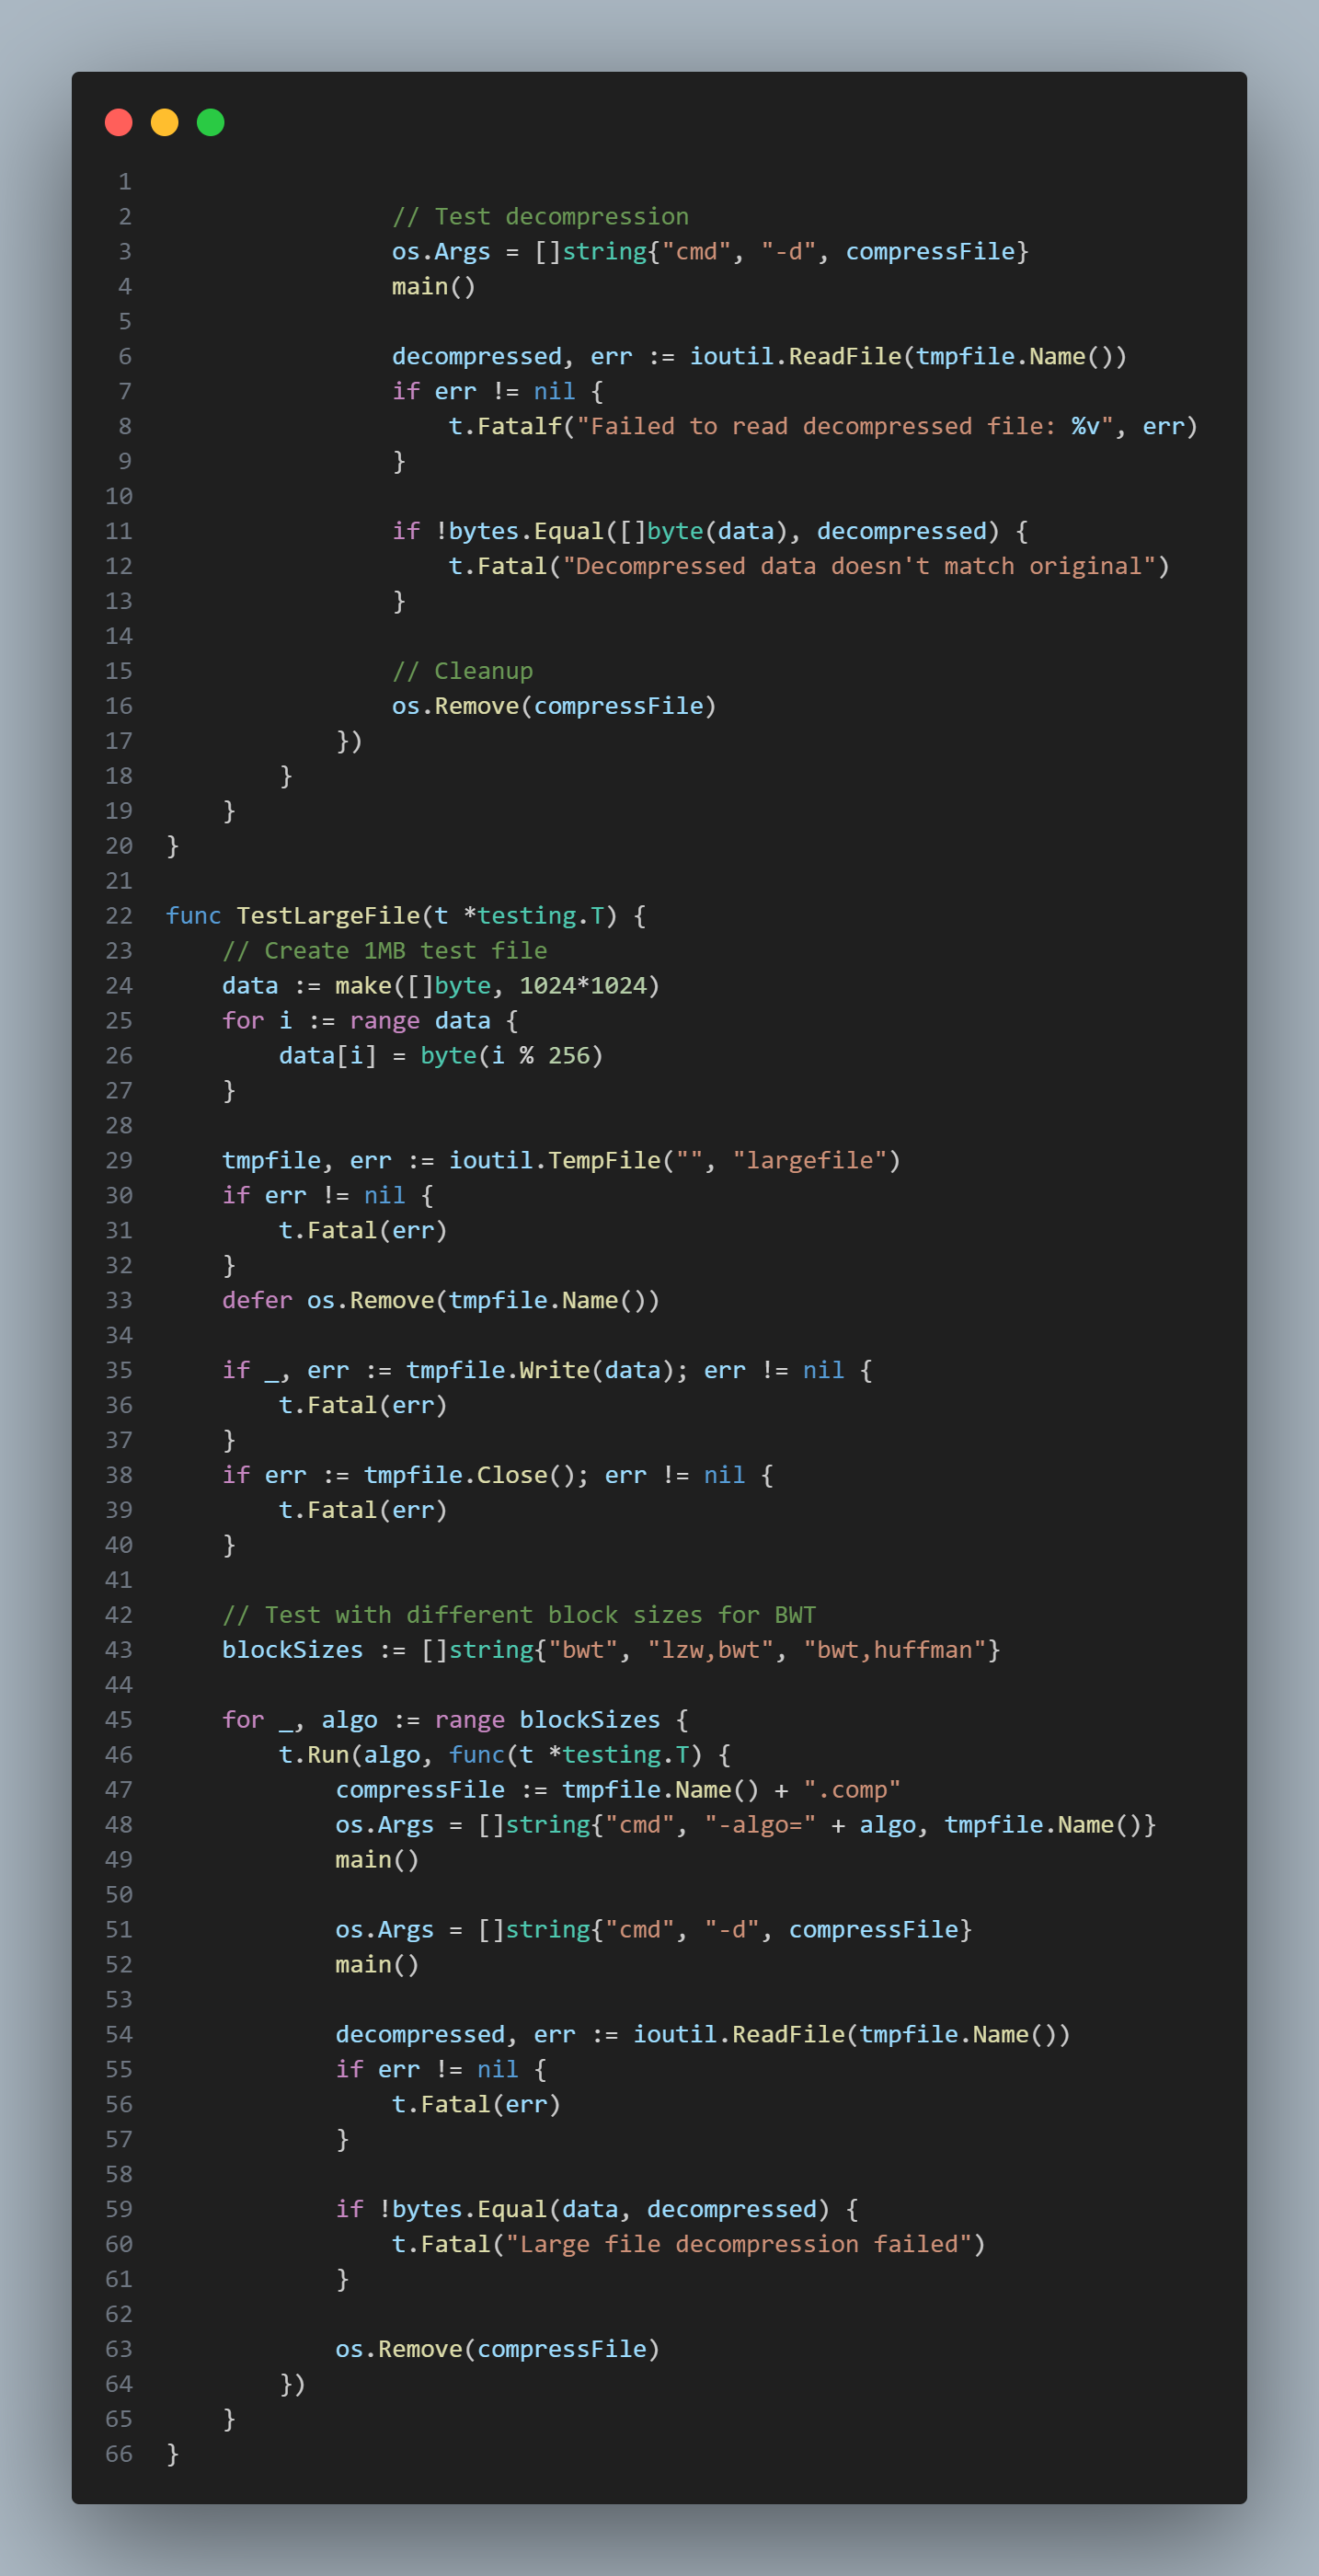 1
2                 // Test decompression
3                 os.Args = []string{"cmd", "-d", compressFile}
4                 main()
5
6                 decompressed, err := ioutil.ReadFile(tmpfile.Name())
7                 if err != nil {
8                     t.Fatalf("Failed to read decompressed file: %v", err)
9                 }
10
11                 if !bytes.Equal([]byte(data), decompressed) {
12                     t.Fatal("Decompressed data doesn't match original")
13                 }
14
15                 // Cleanup
16                 os.Remove(compressFile)
17             })
18         }
19     }
20 }
21
22 func TestLargeFile(t *testing.T) {
23     // Create 1MB test file
24     data := make([]byte, 1024*1024)
25     for i := range data {
26         data[i] = byte(i % 256)
27     }
28
29     tmpfile, err := ioutil.TempFile("", "largefile")
30     if err != nil {
31         t.Fatal(err)
32     }
33     defer os.Remove(tmpfile.Name())
34
35     if _, err := tmpfile.Write(data); err != nil {
36         t.Fatal(err)
37     }
38     if err := tmpfile.Close(); err != nil {
39         t.Fatal(err)
40     }
41
42     // Test with different block sizes for BWT
43     blockSizes := []string{"bwt", "lzw,bwt", "bwt,huffman"}
44
45     for _, algo := range blockSizes {
46         t.Run(algo, func(t *testing.T) {
47             compressFile := tmpfile.Name() + ".comp"
48             os.Args = []string{"cmd", "-algo=" + algo, tmpfile.Name()}
49             main()
50
51             os.Args = []string{"cmd", "-d", compressFile}
52             main()
53
54             decompressed, err := ioutil.ReadFile(tmpfile.Name())
55             if err != nil {
56                 t.Fatal(err)
57             }
58
59             if !bytes.Equal(data, decompressed) {
60                 t.Fatal("Large file decompression failed")
61             }
62
63             os.Remove(compressFile)
64         })
65     }
66 }